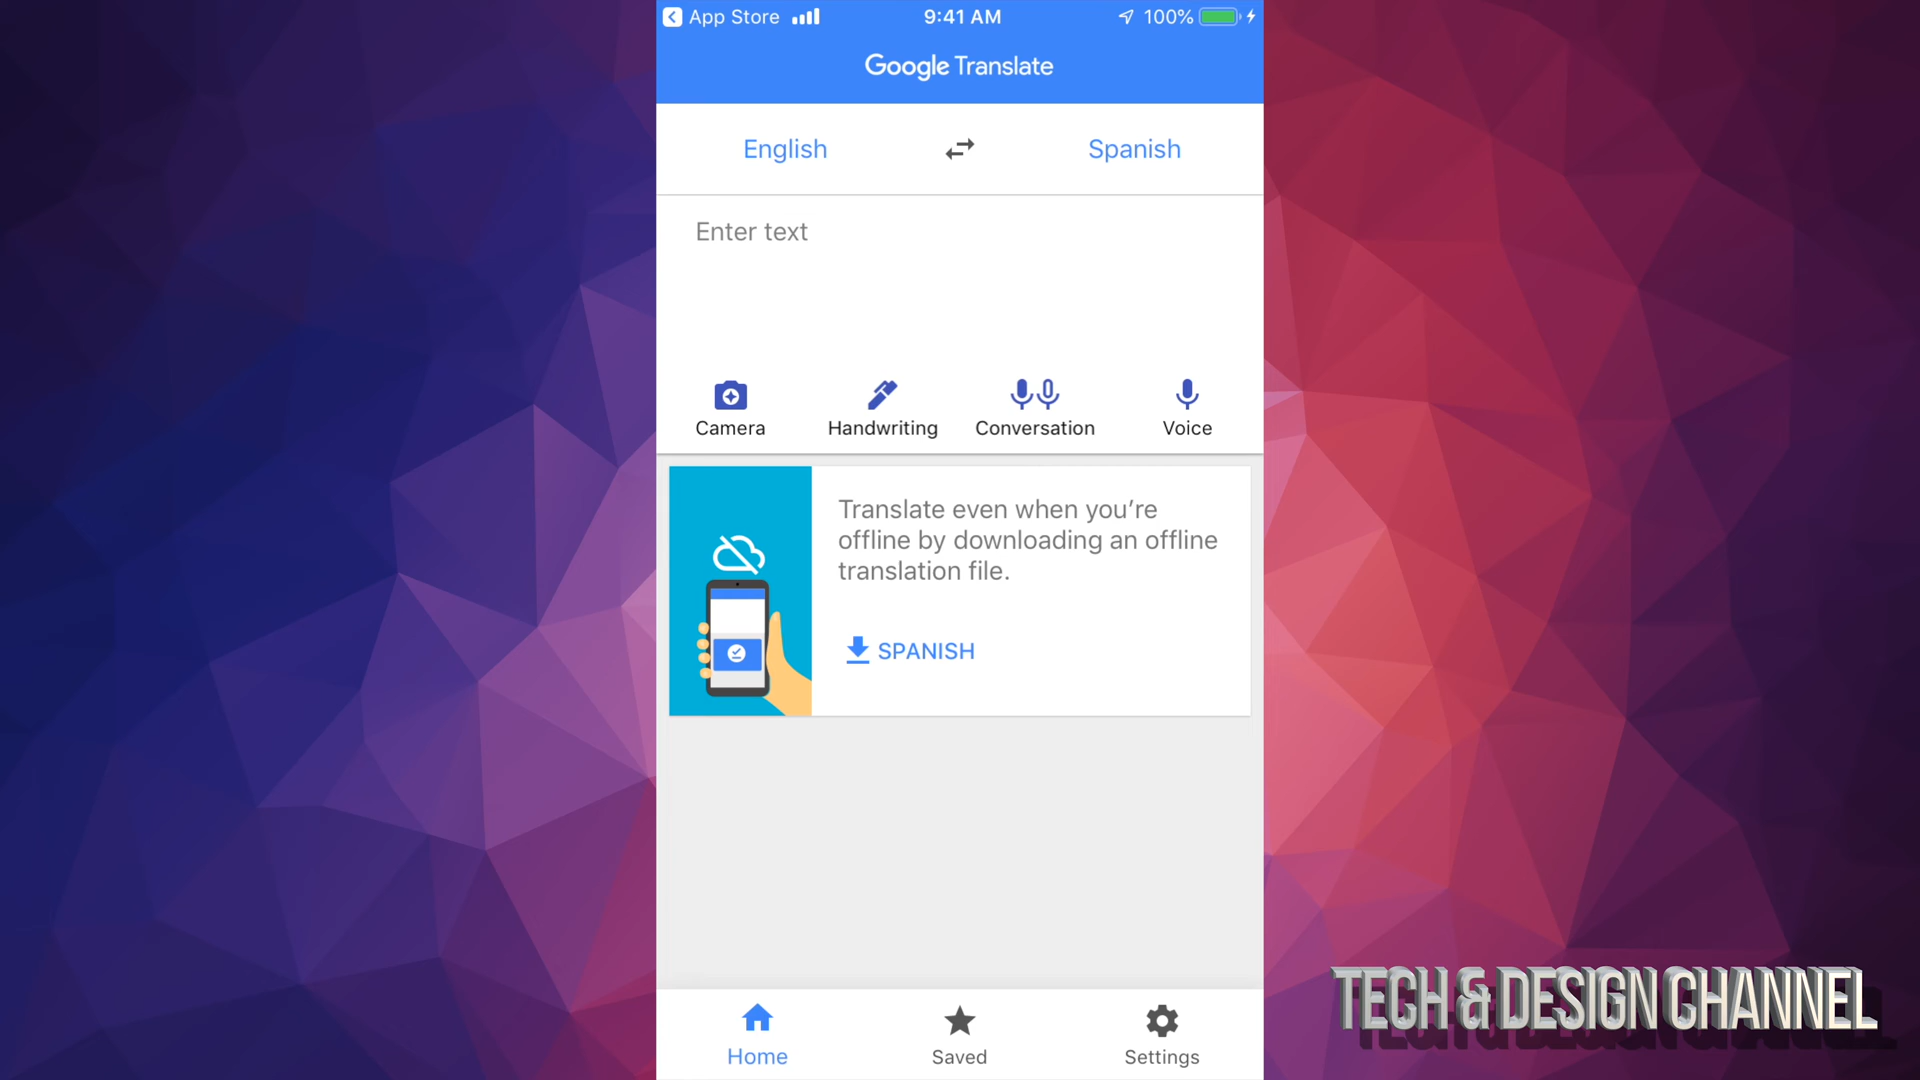 App Store 9:41 AM 100%
Google Translate
English Spanish
Enter text
Camera Handwriting Conversation Voice
Translate even when you’re
offline by downloading an offline
translation file.
SPANISH
Home Saved Settings
TECH & DESIGN CHANNEL